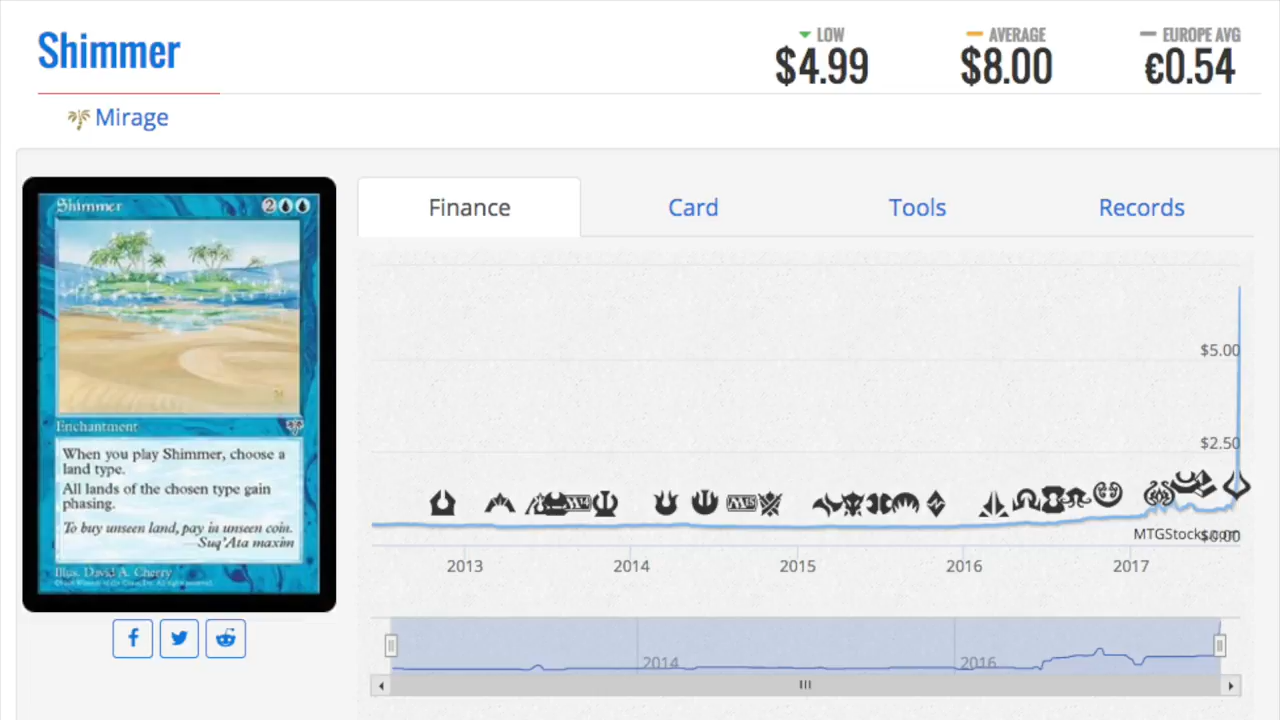 Shimmer
LOW
$4.99
AVERAGE
$8.00
EUROPE AVG
€0.54
Mirage
Shimmer 2
Enchantment
When you play Shimmer, choose a
land type.
All lands of the chosen type gain
phasing.
To buy unseen land, pay in unseen coin.
—Suq'Ata maxim
Illus. David A. Cherry
Finance
Card
Tools
Records
$5.00
$2.50
$0.00
MTGStocks.com
2013
2014
2015
2016
2017
2014
2016